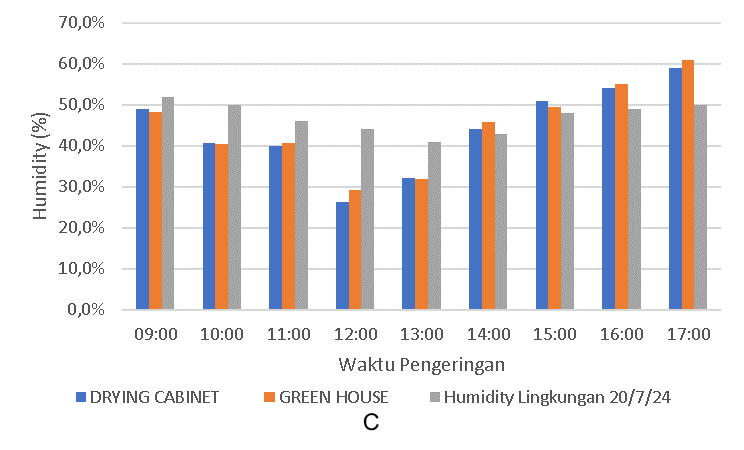 70,0%
60,0%
50,0%
40,0%
30,0%
20,0%
10,0%
0,0%
Humidity (%)
09:00 10:00 11:00 12:00 13:00 14:00 15:00 16:00 17:00
Waktu Pengeringan
DRYING CABINET GREEN HOUSE Humidity Lingkungan 20/7/24
C